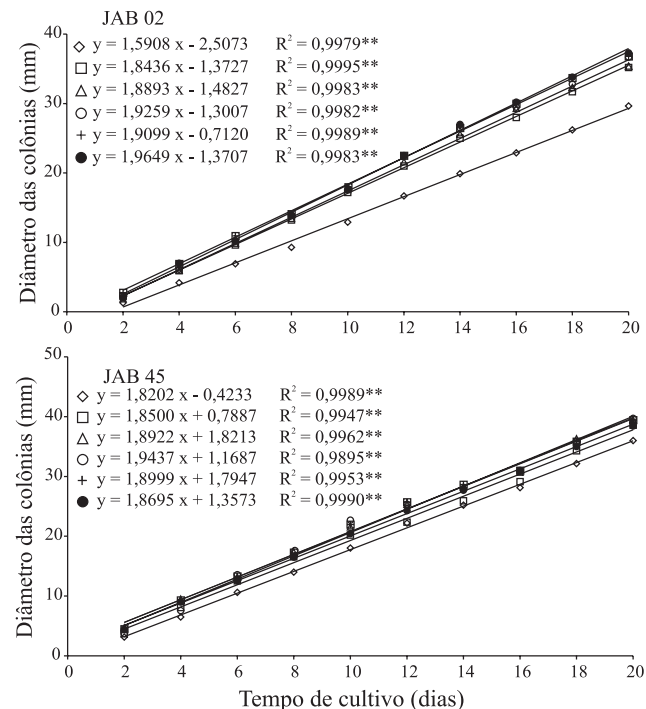 JAB 02
◇ y = 1,5908 x - 2,5073 R² = 0,9979**
□ y = 1,8436 x - 1,3727 R² = 0,9995**
△ y = 1,8893 x - 1,4827 R² = 0,9983**
○ y = 1,9259 x - 1,3007 R² = 0,9982**
+ y = 1,9099 x - 0,7120 R² = 0,9989**
● y = 1,9649 x - 1,3707 R² = 0,9983**
Diâmetro das colônias (mm)
40
30
20
10
0
0 2 4 6 8 10 12 14 16 18 20
JAB 45
◇ y = 1,8202 x - 0,4233 R² = 0,9989**
□ y = 1,8500 x + 0,7887 R² = 0,9947**
△ y = 1,8922 x + 1,8213 R² = 0,9962**
○ y = 1,9437 x + 1,1687 R² = 0,9895**
+ y = 1,8999 x + 1,7947 R² = 0,9953**
● y = 1,8695 x + 1,3573 R² = 0,9990**
Diâmetro das colônias (mm)
50
40
30
20
10
0
0 2 4 6 8 10 12 14 16 18 20
Tempo de cultivo (dias)